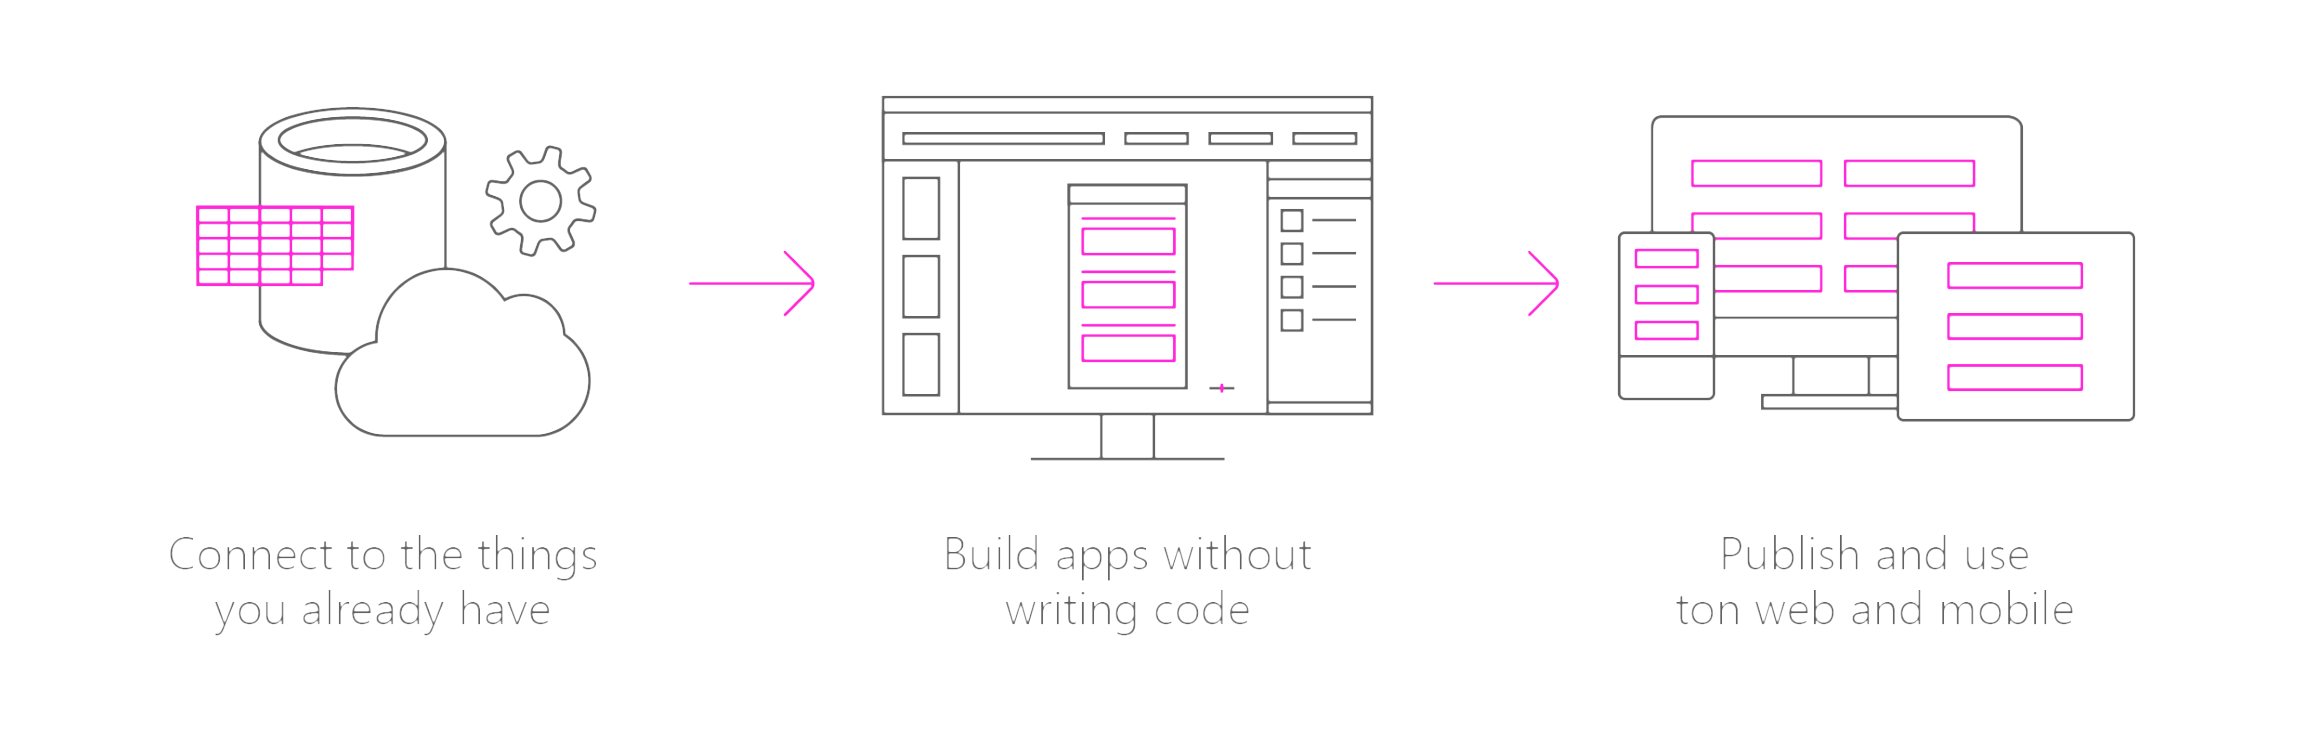 Connect to the things
you already have
Build apps without
writing code
Publish and use
ton web and mobile